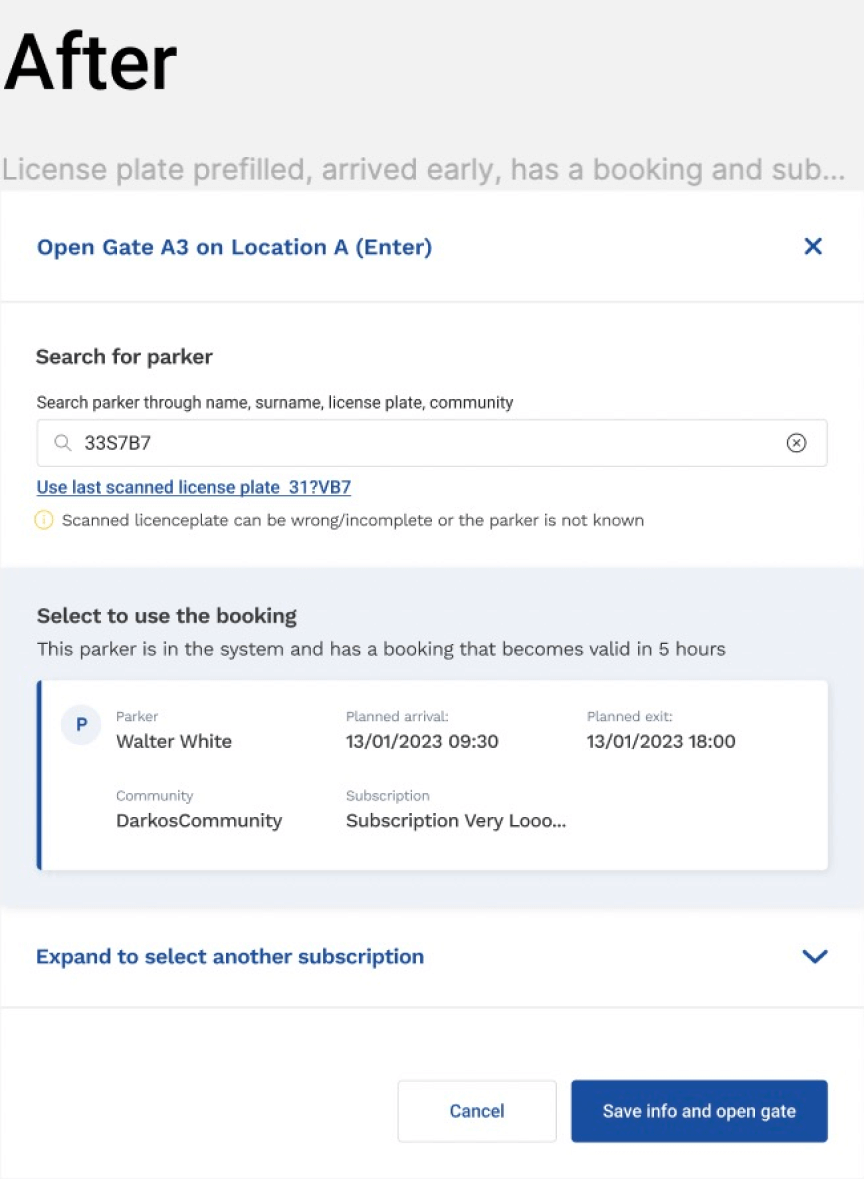 After
License plate prefilled, arrived early, has a booking and sub...
Open Gate A3 on Location A (Enter)
Search for parker
Search parker through name, surname, license plate, community
33S7B7
Use last scanned license plate 31?VB7
Scanned licenceplate can be wrong/incomplete or the parker is not known
Select to use the booking
This parker is in the system and has a booking that becomes valid in 5 hours
P
Parker
Walter White
Planned arrival:
13/01/2023 09:30
Planned exit:
13/01/2023 18:00
Community
DarkosCommunity
Subscription
Subscription Very Looo...
Expand to select another subscription
Cancel
Save info and open gate